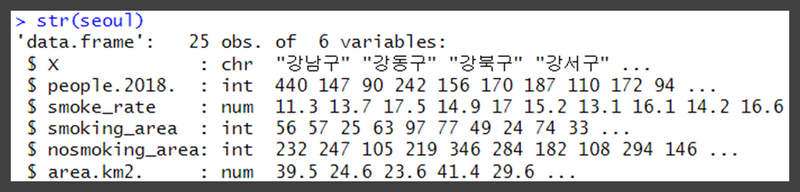 > str(seoul)
'data.frame':   25 obs. of  6 variables:
 $ X             : chr  "강남구" "강동구" "강북구" "강서구" ...
 $ people.2018.  : int  440 147 90 242 156 170 187 110 172 94 ...
 $ smoke_rate    : num  11.3 13.7 17.5 14.9 17 15.2 13.1 16.1 14.2 16.6
 $ smoking_area  : int  56 57 25 63 97 77 49 24 74 33 ...
 $ nosmoking_area: int  232 247 105 219 346 284 182 108 294 146 ...
 $ area.km2.     : num  39.5 24.6 23.6 41.4 29.6 ...